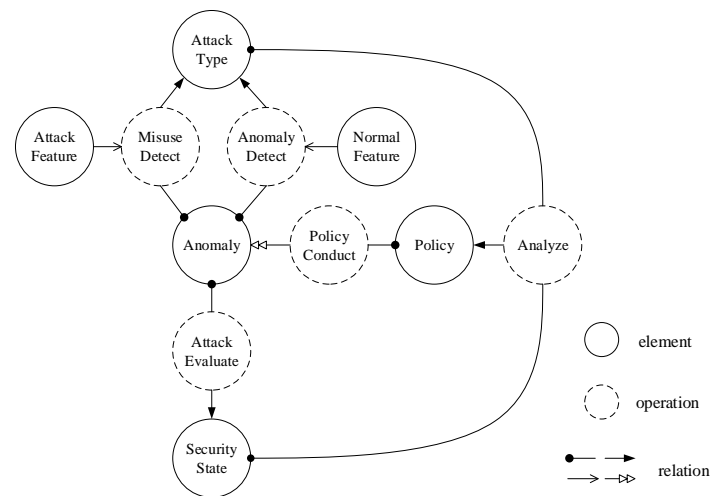 Attack
Type
Attack
Feature
Misuse
Detect
Anomaly
Detect
Normal
Feature
Anomaly
Policy
Conduct
Policy
Analyze
Attack
Evaluate
Security
State
element
operation
relation